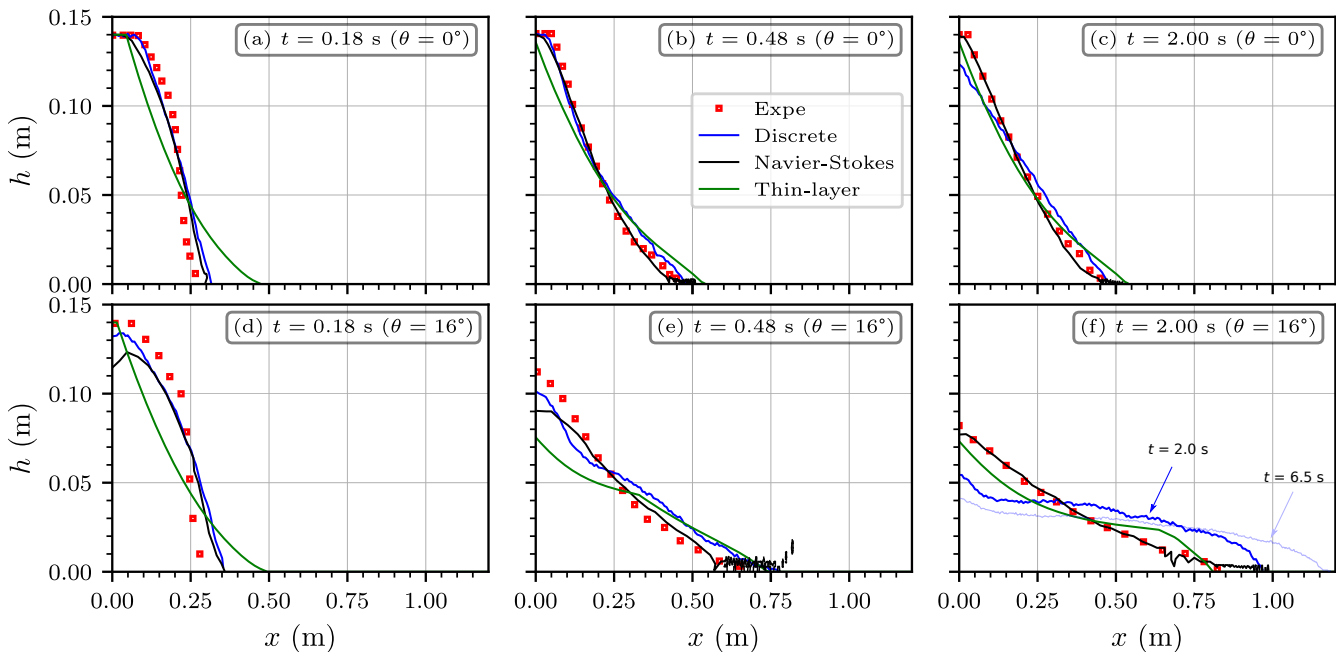 0.15
0.10
0.05
0.00
h (m)
(a) t = 0.18 s (θ = 0°)
(b) t = 0.48 s (θ = 0°)
Expe
Discrete
Navier-Stokes
Thin-layer
(c) t = 2.00 s (θ = 0°)
0.15
0.10
0.05
0.00
h (m)
(d) t = 0.18 s (θ = 16°)
(e) t = 0.48 s (θ = 16°)
(f) t = 2.00 s (θ = 16°)
t = 2.0 s
t = 6.5 s
0.00 0.25 0.50 0.75 1.00
0.00 0.25 0.50 0.75 1.00
0.00 0.25 0.50 0.75 1.00
x (m)
x (m)
x (m)